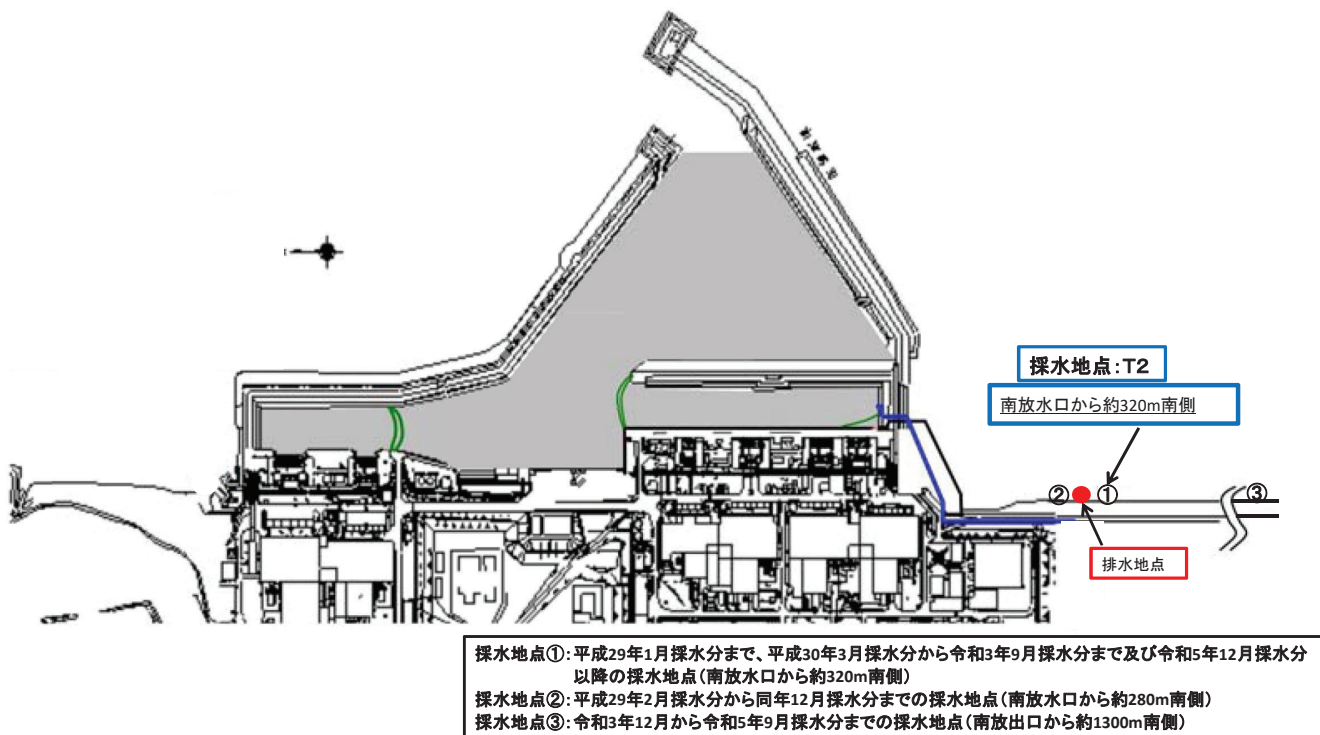 採水地点:T2
南放水口から約320m南側
② ① ③
排水地点
採水地点①:平成29年1月採水分まで、平成30年3月採水分から令和3年9月採水分まで及び令和5年12月採水分
以降の採水地点(南放水口から約320m南側)
採水地点②:平成29年2月採水分から同年12月採水分までの採水地点(南放水口から約280m南側)
採水地点③:令和3年12月から令和5年9月採水分までの採水地点(南放出口から約1300m南側)